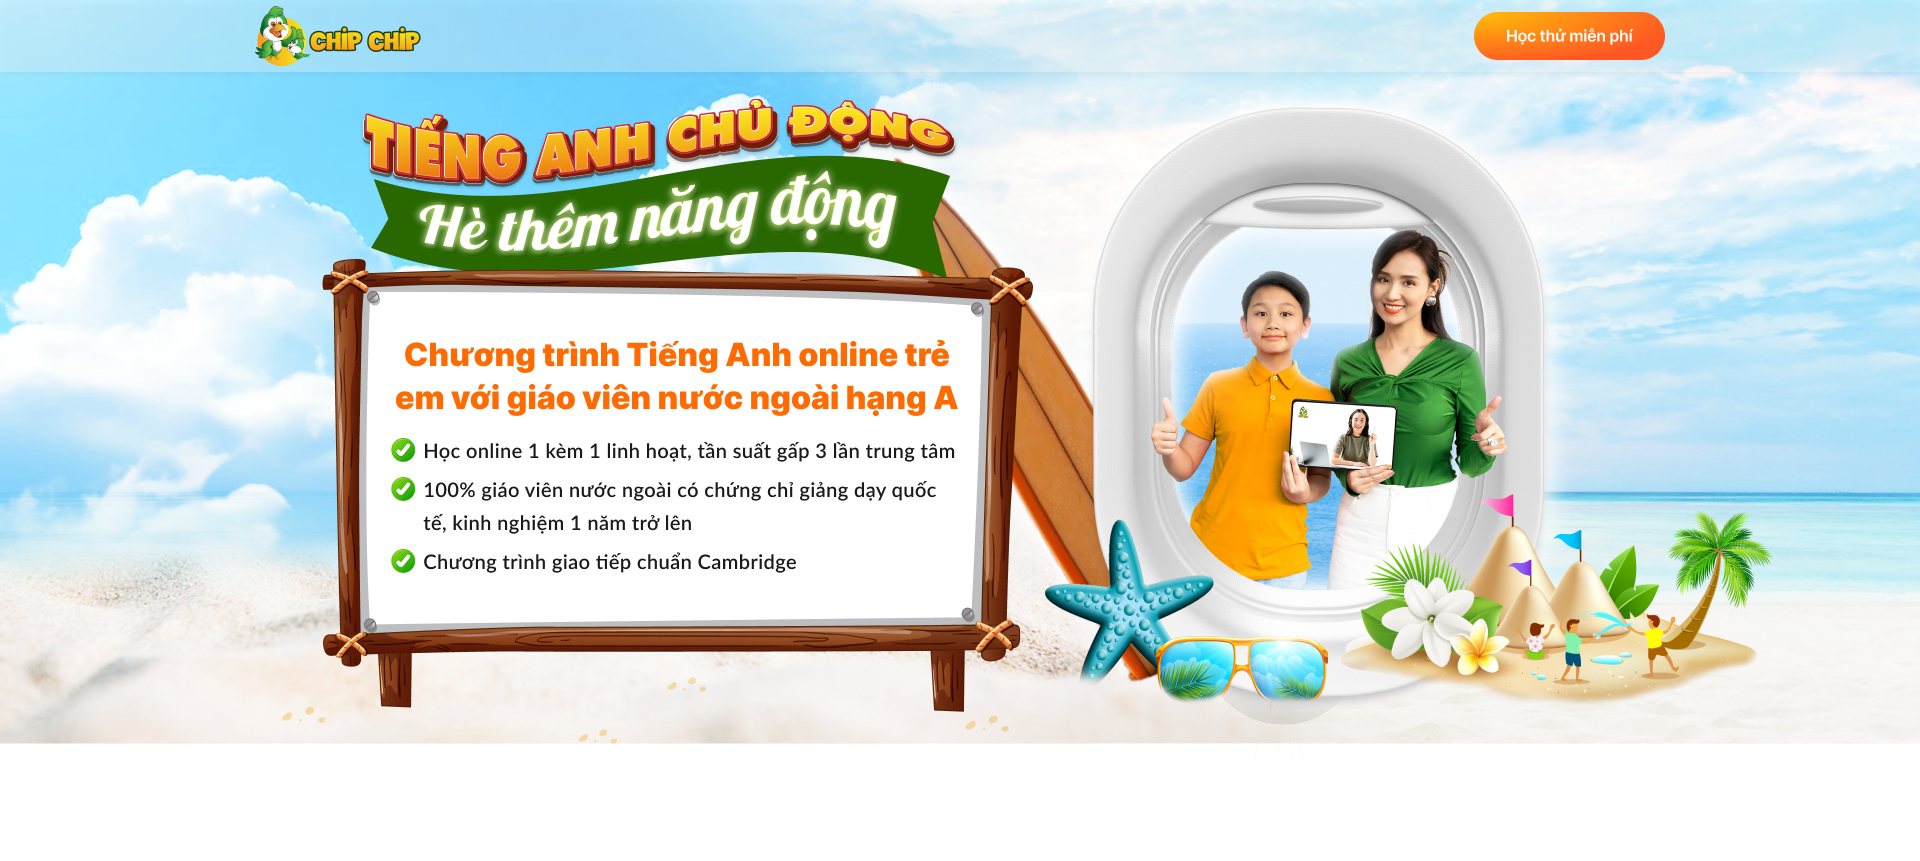 CHIP CHIP
Học thử miễn phí
TIẾNG ANH CHỦ ĐỘNG
Hè thêm năng động
Chương trình Tiếng Anh online trẻ
em với giáo viên nước ngoài hạng A
Học online 1 kèm 1 linh hoạt, tần suất gấp 3 lần trung tâm
100% giáo viên nước ngoài có chứng chỉ giảng dạy quốc
tế, kinh nghiệm 1 năm trở lên
Chương trình giao tiếp chuẩn Cambridge